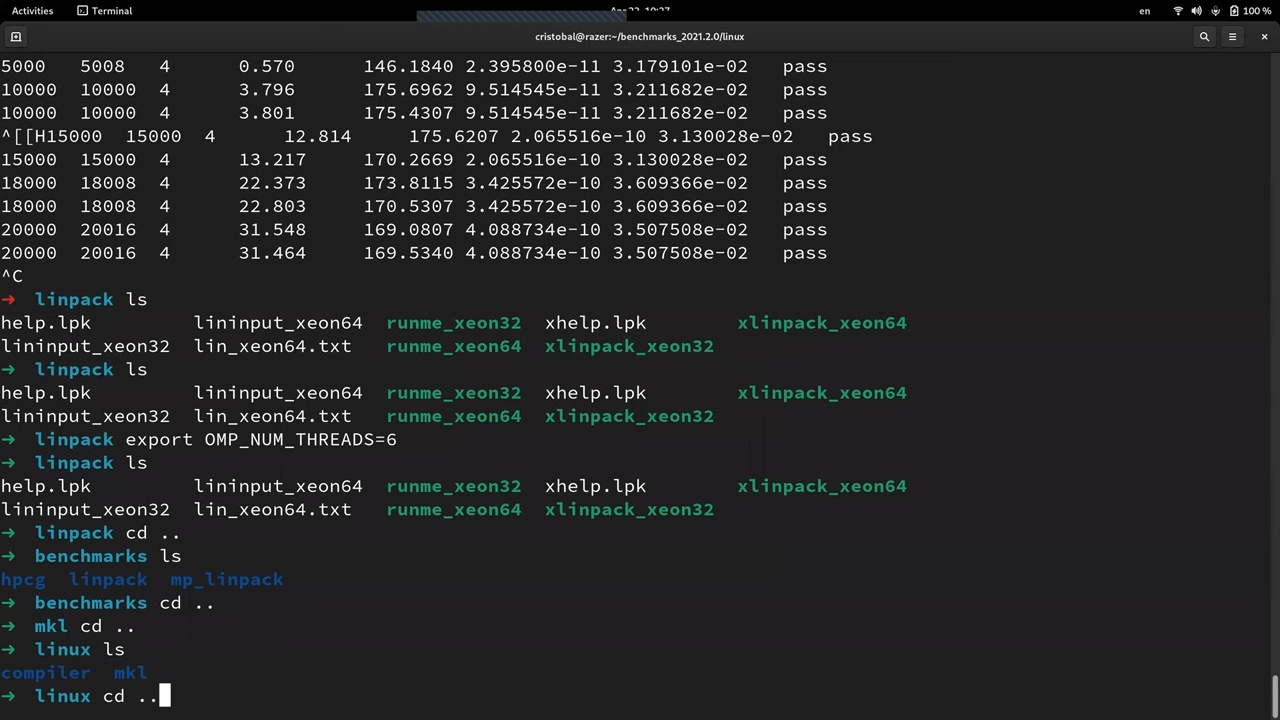 Activities Terminal en 100 %
cristobal@razer:~/benchmarks_2021.2.0/linux
5000 5008 4 0.570 146.1840 2.395800e-11 3.179101e-02 pass
10000 10000 4 3.796 175.6962 9.514545e-11 3.211682e-02 pass
10000 10000 4 3.801 175.4307 9.514545e-11 3.211682e-02 pass
^[[H15000 15000 4 12.814 175.6207 2.065516e-10 3.130028e-02 pass
15000 15000 4 13.217 170.2669 2.065516e-10 3.130028e-02 pass
18000 18008 4 22.373 173.8115 3.425572e-10 3.609366e-02 pass
18000 18008 4 22.803 170.5307 3.425572e-10 3.609366e-02 pass
20000 20016 4 31.548 169.0807 4.088734e-10 3.507508e-02 pass
20000 20016 4 31.464 169.5340 4.088734e-10 3.507508e-02 pass
^C
➜ linpack ls
help.lpk lininput_xeon64 runme_xeon32 xhelp.lpk xlinpack_xeon64
lininput_xeon32 lin_xeon64.txt runme_xeon64 xlinpack_xeon32
➜ linpack ls
help.lpk lininput_xeon64 runme_xeon32 xhelp.lpk xlinpack_xeon64
lininput_xeon32 lin_xeon64.txt runme_xeon64 xlinpack_xeon32
➜ linpack export OMP_NUM_THREADS=6
➜ linpack ls
help.lpk lininput_xeon64 runme_xeon32 xhelp.lpk xlinpack_xeon64
lininput_xeon32 lin_xeon64.txt runme_xeon64 xlinpack_xeon32
➜ linpack cd ..
➜ benchmarks ls
hpcg linpack mp_linpack
➜ benchmarks cd ..
➜ mkl cd ..
➜ linux ls
compiler mkl
➜ linux cd ..